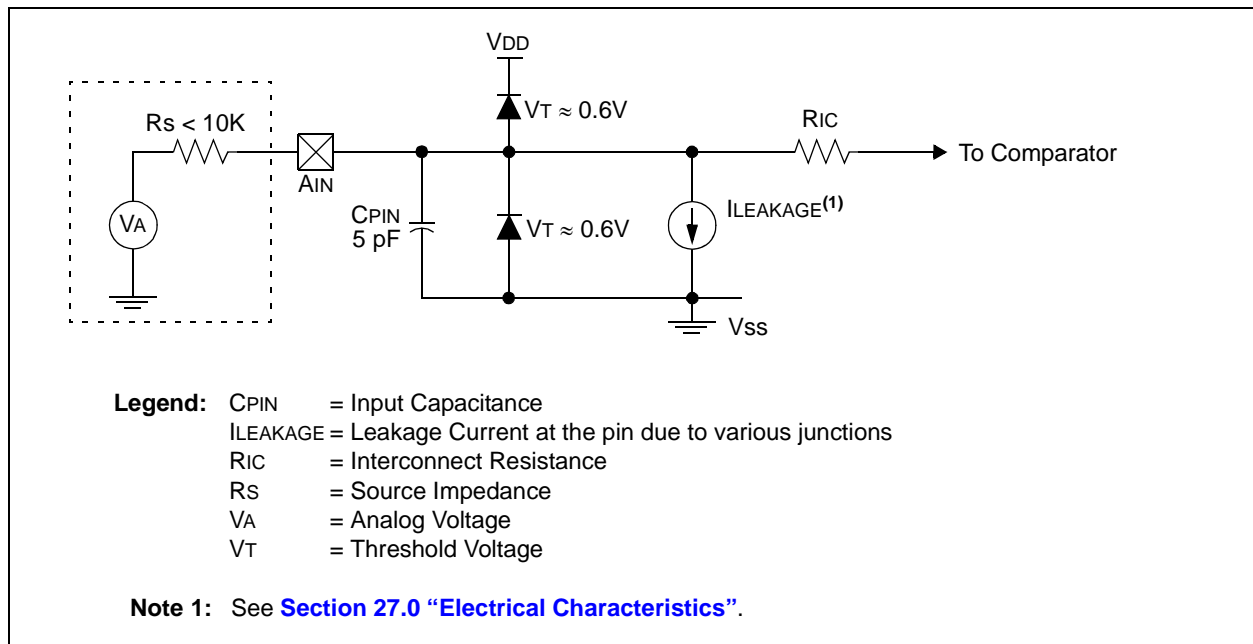 VDD
VT ≈ 0.6V
RS < 10K
RIC
To Comparator
AIN
CPIN
5 pF
VA
VT ≈ 0.6V
ILEAKAGE(1)
Vss
Legend: CPIN = Input Capacitance
ILEAKAGE = Leakage Current at the pin due to various junctions
RIC = Interconnect Resistance
RS = Source Impedance
VA = Analog Voltage
VT = Threshold Voltage
Note 1: See Section 27.0 “Electrical Characteristics”.